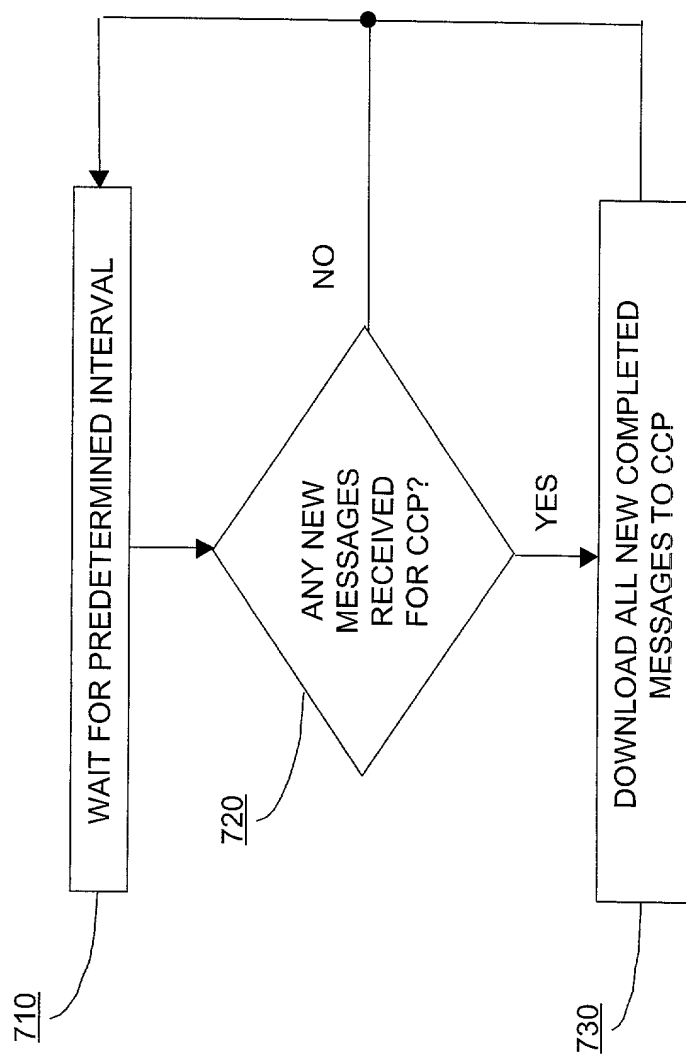 710
WAIT FOR PREDETERMINED INTERVAL
720
ANY NEW
MESSAGES
RECEIVED
FOR CCP?
NO
YES
730
DOWNLOAD ALL NEW COMPLETED
MESSAGES TO CCP